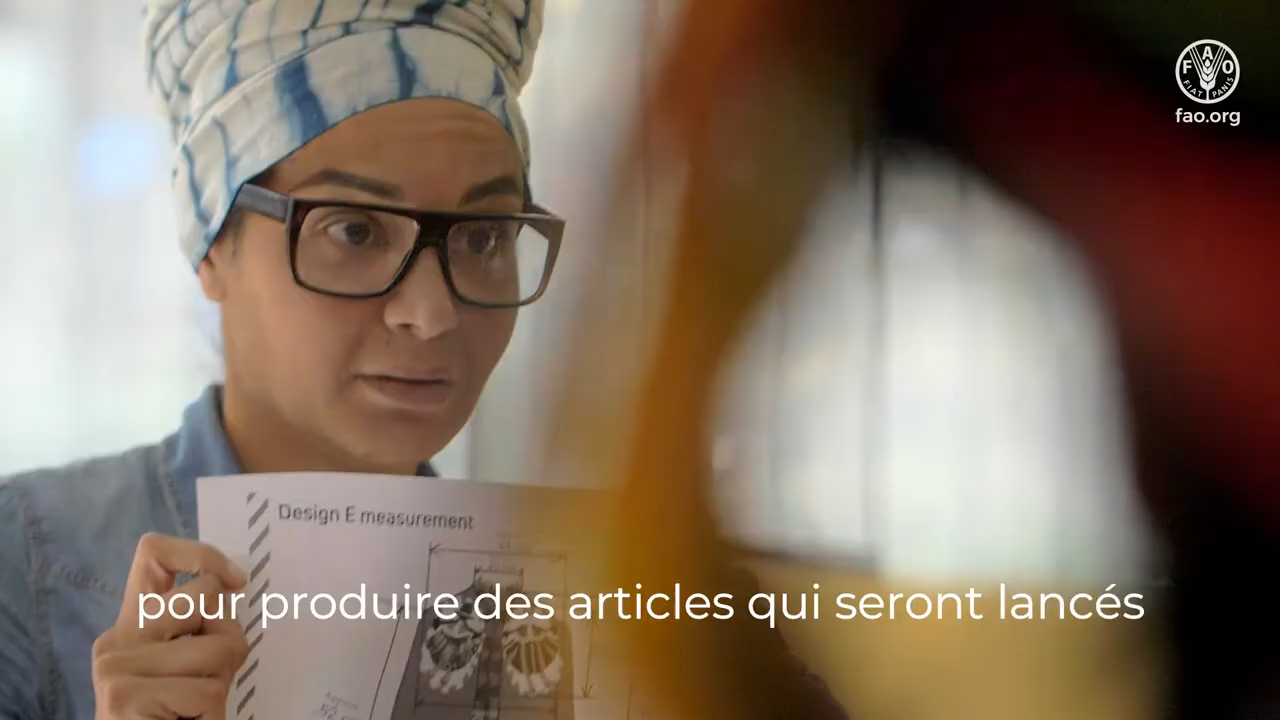 FAO
FIAT PANIS
fao.org
Design E measurement
pour produire des articles qui seront lancés